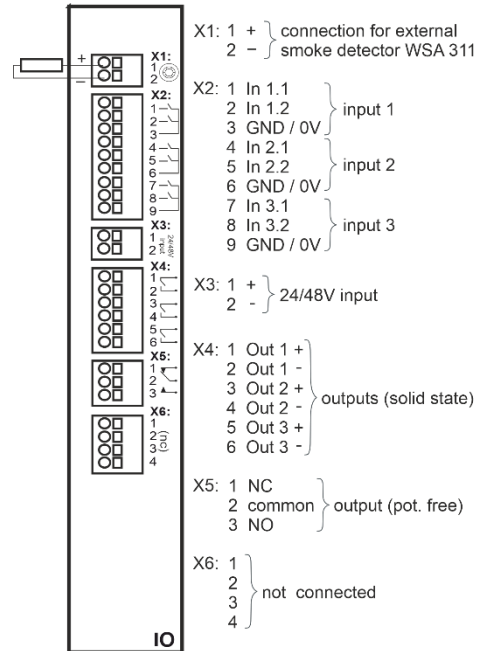 X1: 1 + connection for external
2 – smoke detector WSA 311
X2: 1 In 1.1
2 In 1.2 input 1
3 GND / 0V
4 In 2.1
5 In 2.2 input 2
6 GND / 0V
7 In 3.1
8 In 3.2 input 3
9 GND / 0V
X3: 1 + 24/48V input
2 -
X4: 1 Out 1 +
2 Out 1 -
3 Out 2 +
4 Out 2 - outputs (solid state)
5 Out 3 +
6 Out 3 -
X5: 1 NC
2 common output (pot. free)
3 NO
X6: 1
2
3 not connected
4
+ X1:
1
– 2
X2:
1
2
3
4
5
6
7
8
9
X3:
1 24/48V
2 input
X4:
1
2
3
4
5
6
X5:
1
2
3
X6:
1
2 (nc)
3
4
IO